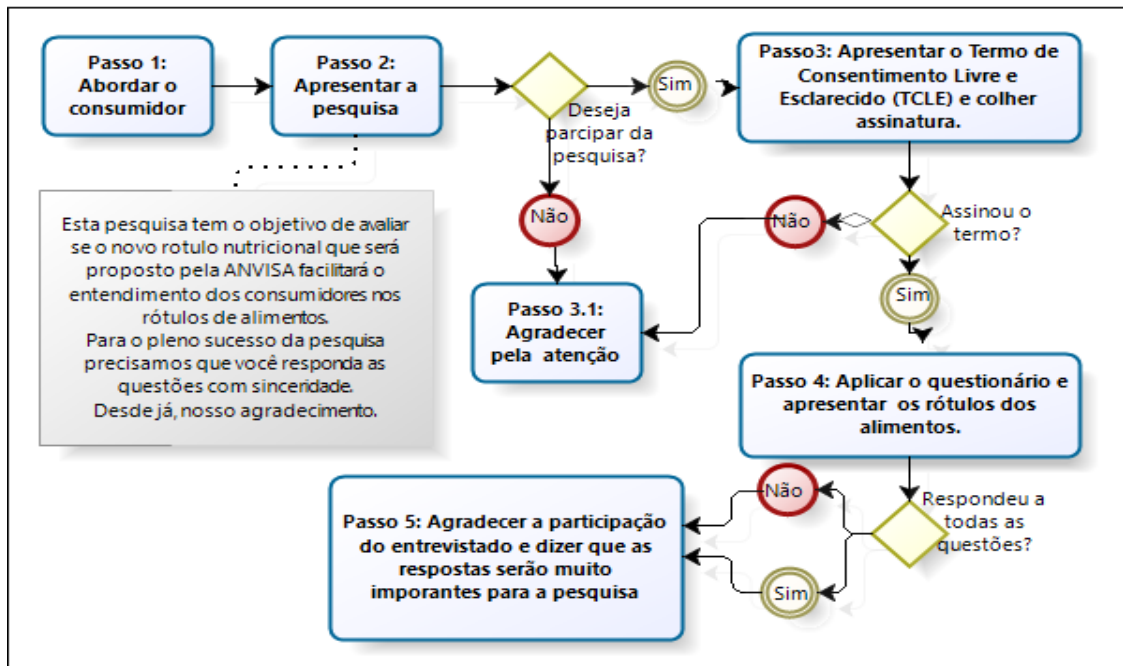 Passo 1:
Abordar o
consumidor
Passo 2:
Apresentar a
pesquisa
Deseja
parcipar da
pesquisa?
Sim
Não
Passo3: Apresentar o Termo de
Consentimento Livre e
Esclarecido (TCLE) e colher
assinatura.
Esta pesquisa tem o objetivo de avaliar
se o novo rotulo nutricional que será
proposto pela ANVISA facilitará o
entendimento dos consumidores nos
rótulos de alimentos.
Para o pleno sucesso da pesquisa
precisamos que você responda as
questões com sinceridade.
Desde já, nosso agradecimento.
Assinou o
termo?
Não
Sim
Passo 3.1:
Agradecer
pela atenção
Passo 4: Aplicar o questionário e
apresentar os rótulos dos
alimentos.
Respondeu a
todas as
questões?
Não
Sim
Passo 5: Agradecer a participação
do entrevistado e dizer que as
respostas serão muito
imporantes para a pesquisa